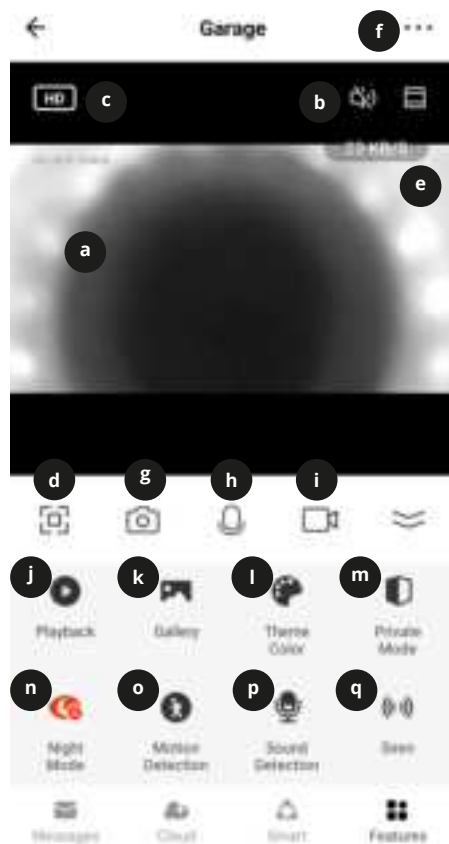 Garage
f
HD
c
b
e
a
d
g
h
i
j
k
l
m
Playback
Gallery
Theme
Color
Private
Mode
n
o
p
q
Night
Mode
Motion
Detection
Sound
Detection
Siren
Messages
Cloud
Smart
Features